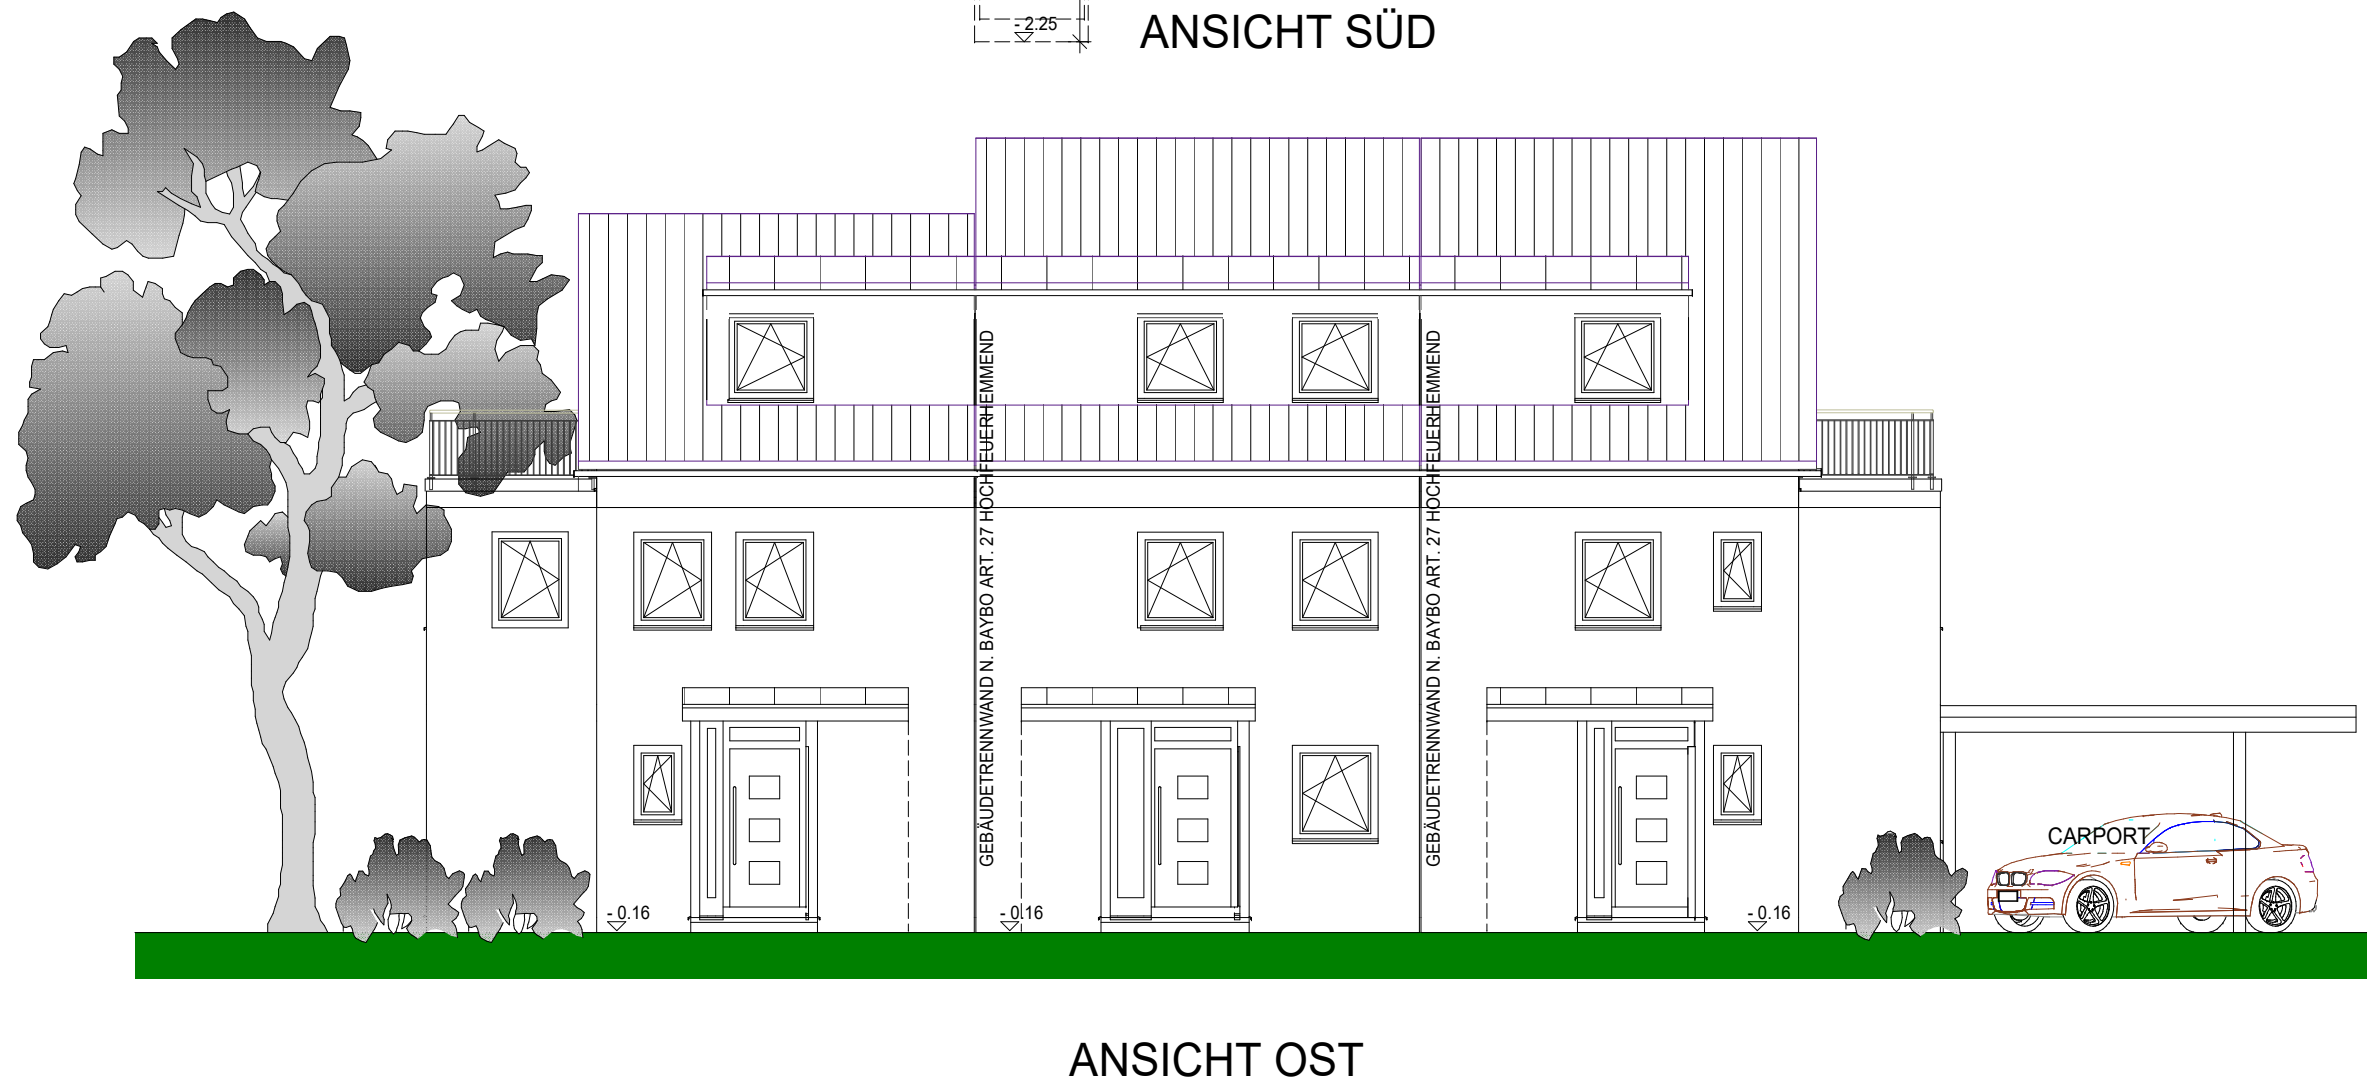 - 2.25
ANSICHT SÜD
GEBÄUDETRENNWAND N. BAYBO ART. 27 HOCHFEUERHEMMEND
GEBÄUDETRENNWAND N. BAYBO ART. 27 HOCHFEUERHEMMEND
CARPORT
- 0.16
- 0.16
- 0.16
ANSICHT OST